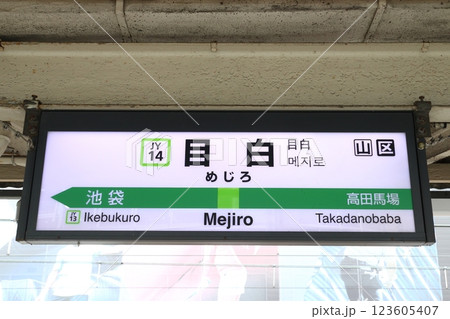 JY
14
目白
目白
메지로
山 区
めじろ
池袋
高田馬場
JY
13
Ikebukuro
Mejiro
Takadanobaba
123605407